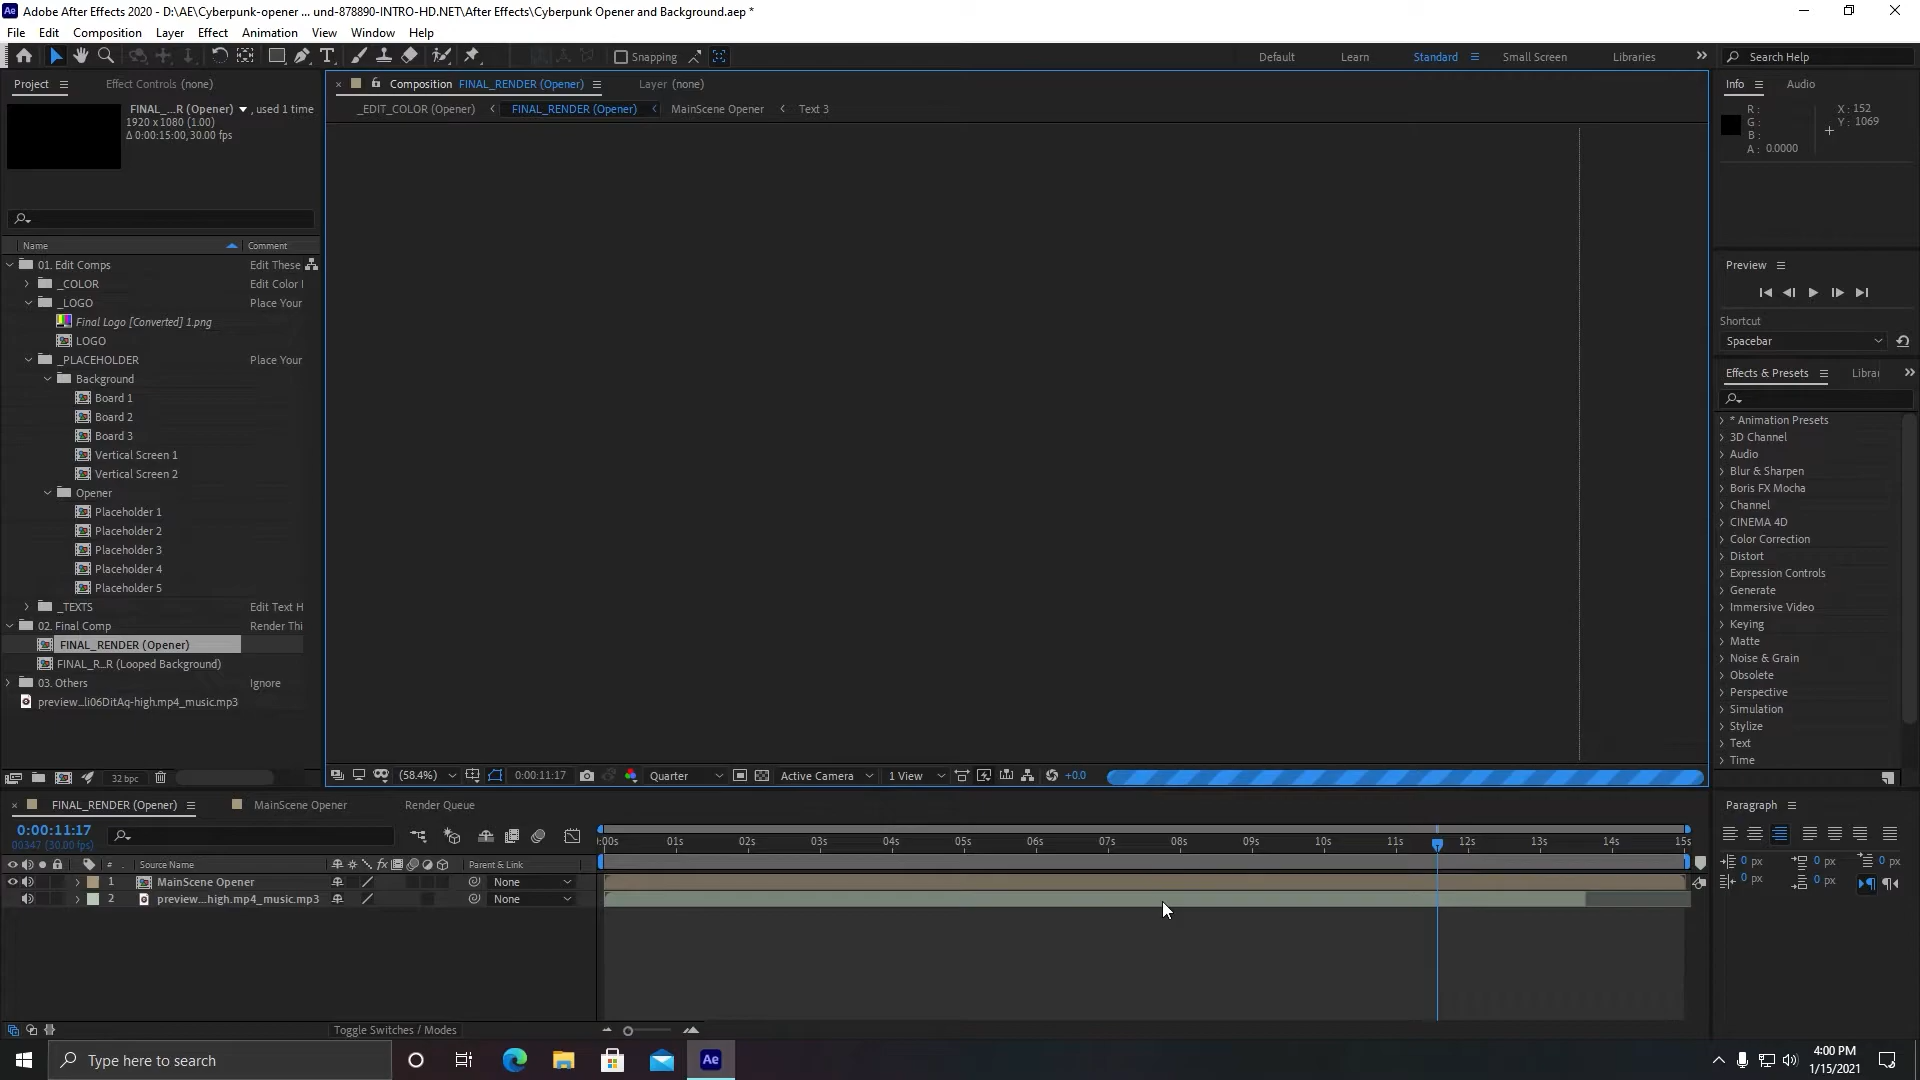 Adobe After Effects 2020 - D:\AE\Cyberpunk-opener ... und-878890-INTRO-HD.NET\After Effects\Cyberpunk Opener and Background.aep *
File Edit Composition Layer Effect Animation View Window Help
Snapping
Default Learn Standard Small Screen Libraries
Search Help
Project
Effect Controls (none)
FINAL_...R (Opener) , used 1 time
1920 x 1080 (1.00)
Δ 0:00:15:00, 30.00 fps
Name Comment
01. Edit Comps Edit These
_COLOR Edit Color I
_LOGO Place Your
Final Logo [Converted] 1.png
LOGO
_PLACEHOLDER Place Your
Background
Board 1
Board 2
Board 3
Vertical Screen 1
Vertical Screen 2
Opener
Placeholder 1
Placeholder 2
Placeholder 3
Placeholder 4
Placeholder 5
_TEXTS Edit Text H
02. Final Comp Render Thi
FINAL_RENDER (Opener)
FINAL_R...R (Looped Background)
03. Others Ignore
preview...li06DitAq-high.mp4_music.mp3
32 bpc
Composition FINAL_RENDER (Opener)
Layer (none)
_EDIT_COLOR (Opener) FINAL_RENDER (Opener) MainScene Opener Text 3
(58.4%) 0:00:11:17 Quarter Active Camera 1 View +0.0
Info Audio
R :
G :
B :
A : 0.0000
X : 152
Y : 1069
Preview
Shortcut
Spacebar
Effects & Presets Librar
* Animation Presets
3D Channel
Audio
Blur & Sharpen
Boris FX Mocha
Channel
CINEMA 4D
Color Correction
Distort
Expression Controls
Generate
Immersive Video
Keying
Matte
Noise & Grain
Obsolete
Perspective
Simulation
Stylize
Text
Time
Paragraph
0 px 0 px 0 px
0 px 0 px
FINAL_RENDER (Opener) MainScene Opener Render Queue
0:00:11:17
00347 (30.00 fps)
:00s 01s 02s 03s 04s 05s 06s 07s 08s 09s 10s 11s 12s 13s 14s 15s
# Source Name fx Parent & Link
1 MainScene Opener None
2 preview...high.mp4_music.mp3 None
Toggle Switches / Modes
Type here to search
Ae
4:00 PM
1/15/2021